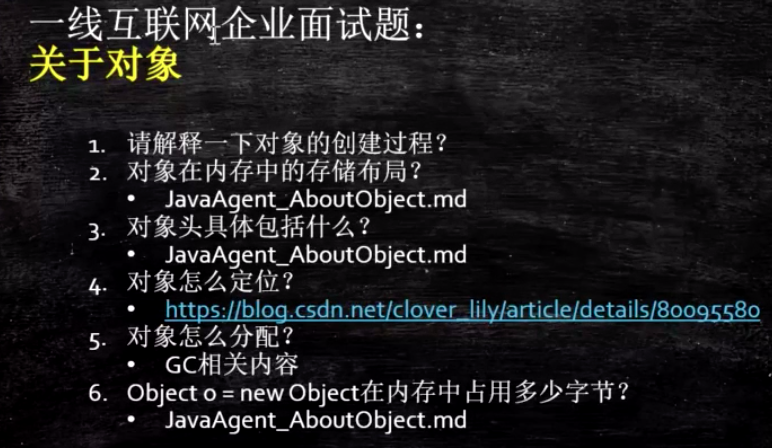 一线互联网企业面试题：
关于对象
1. 请解释一下对象的创建过程？
2. 对象在内存中的存储布局？
• JavaAgent_AboutObject.md
3. 对象头具体包括什么？
• JavaAgent_AboutObject.md
4. 对象怎么定位？
• https://blog.csdn.net/clover_lily/article/details/80095580
5. 对象怎么分配？
• GC相关内容
6. Object o = new Object在内存中占用多少字节？
• JavaAgent_AboutObject.md